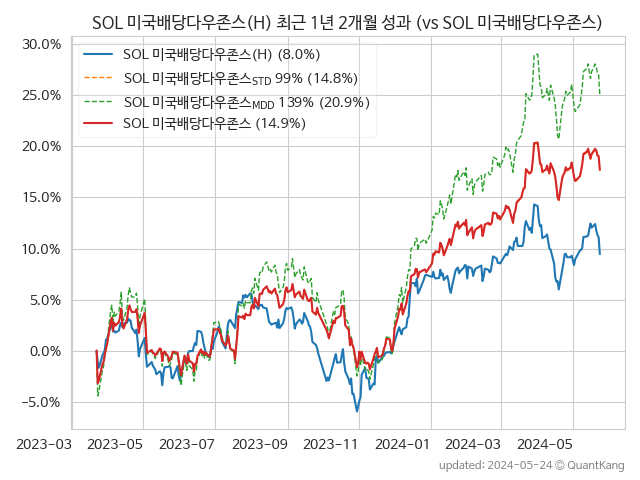 SOL 미국배당다우존스(H) 최근 1년 2개월 성과 (vs SOL 미국배당다우존스)
30.0%
25.0%
20.0%
15.0%
10.0%
5.0%
0.0%
−5.0%
SOL 미국배당다우존스(H) (8.0%)
SOL 미국배당다우존스STD 99% (14.8%)
SOL 미국배당다우존스MDD 139% (20.9%)
SOL 미국배당다우존스 (14.9%)
2023−03 2023−05 2023−07 2023−09 2023−11 2024−01 2024−03 2024−05
updated: 2024-05-24 © QuantKang